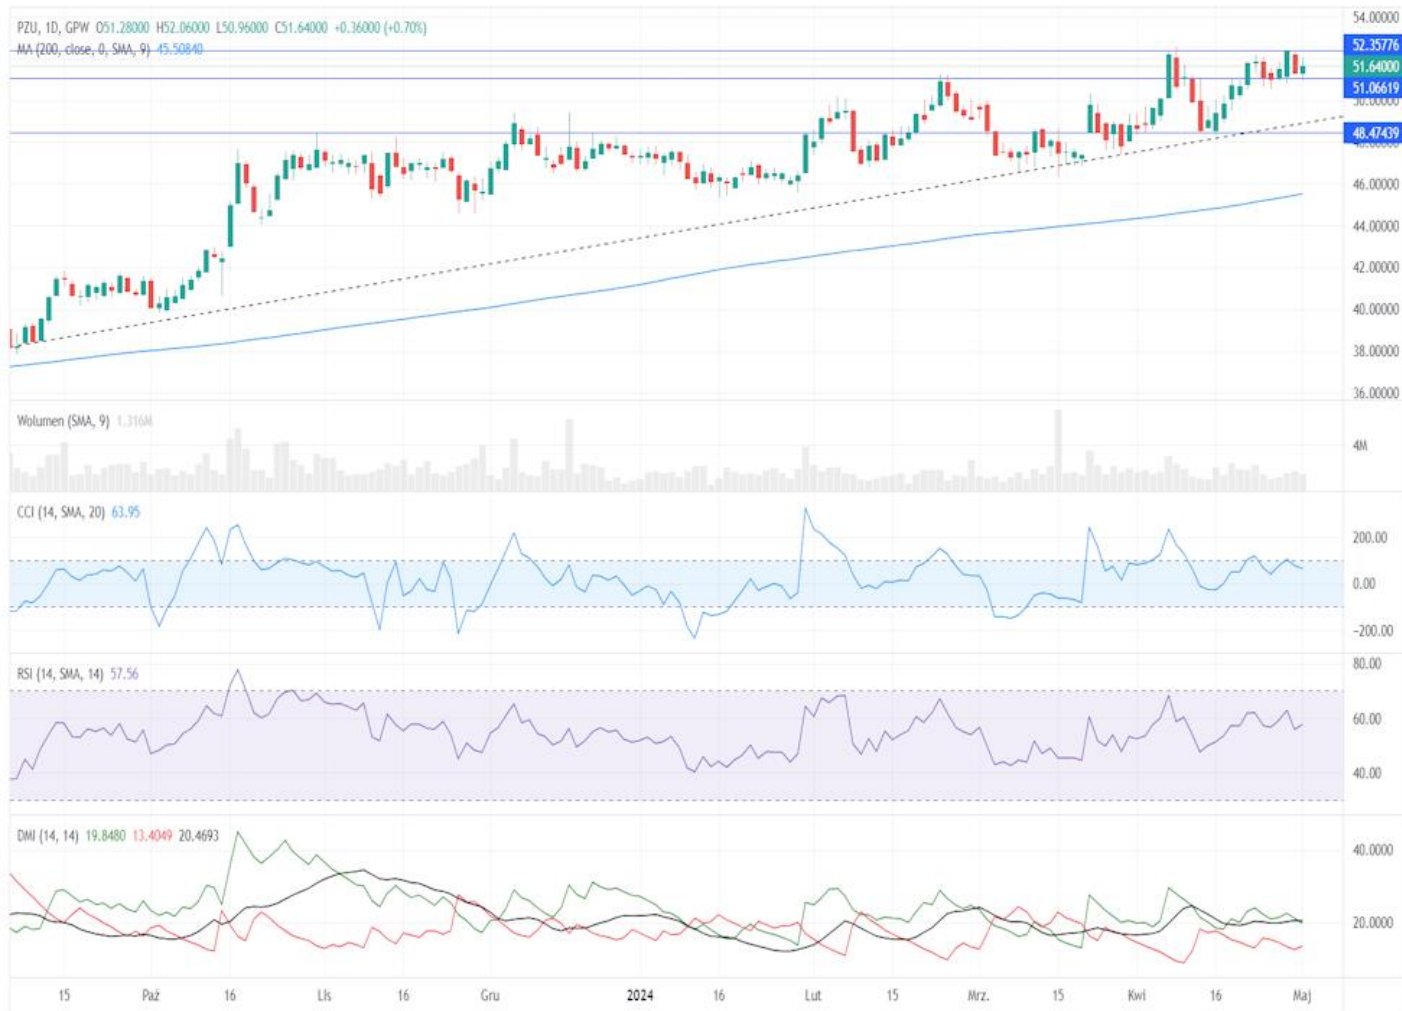 PZU, 1D, GPW O51.28000 H52.06000 L50.96000 C51.64000 +0.36000 (+0.70%)
MA (200, close, 0, SMA, 9) 45.50840
54.00000
52.35776
51.64000
51.06619
50.00000
48.47439
48.00000
46.00000
44.00000
42.00000
40.00000
38.00000
36.00000
Wolumen (SMA, 9) 1.316M
4M
CCI (14, SMA, 20) 63.95
200.00
0.00
-200.00
RSI (14, SMA, 14) 57.56
80.00
60.00
40.00
DMI (14, 14) 19.8480 13.4049 20.4693
40.0000
20.0000
15 Paź 16 Lis 16 Gru 2024 16 Lut 15 Mrz. 15 Kwi 16 Maj